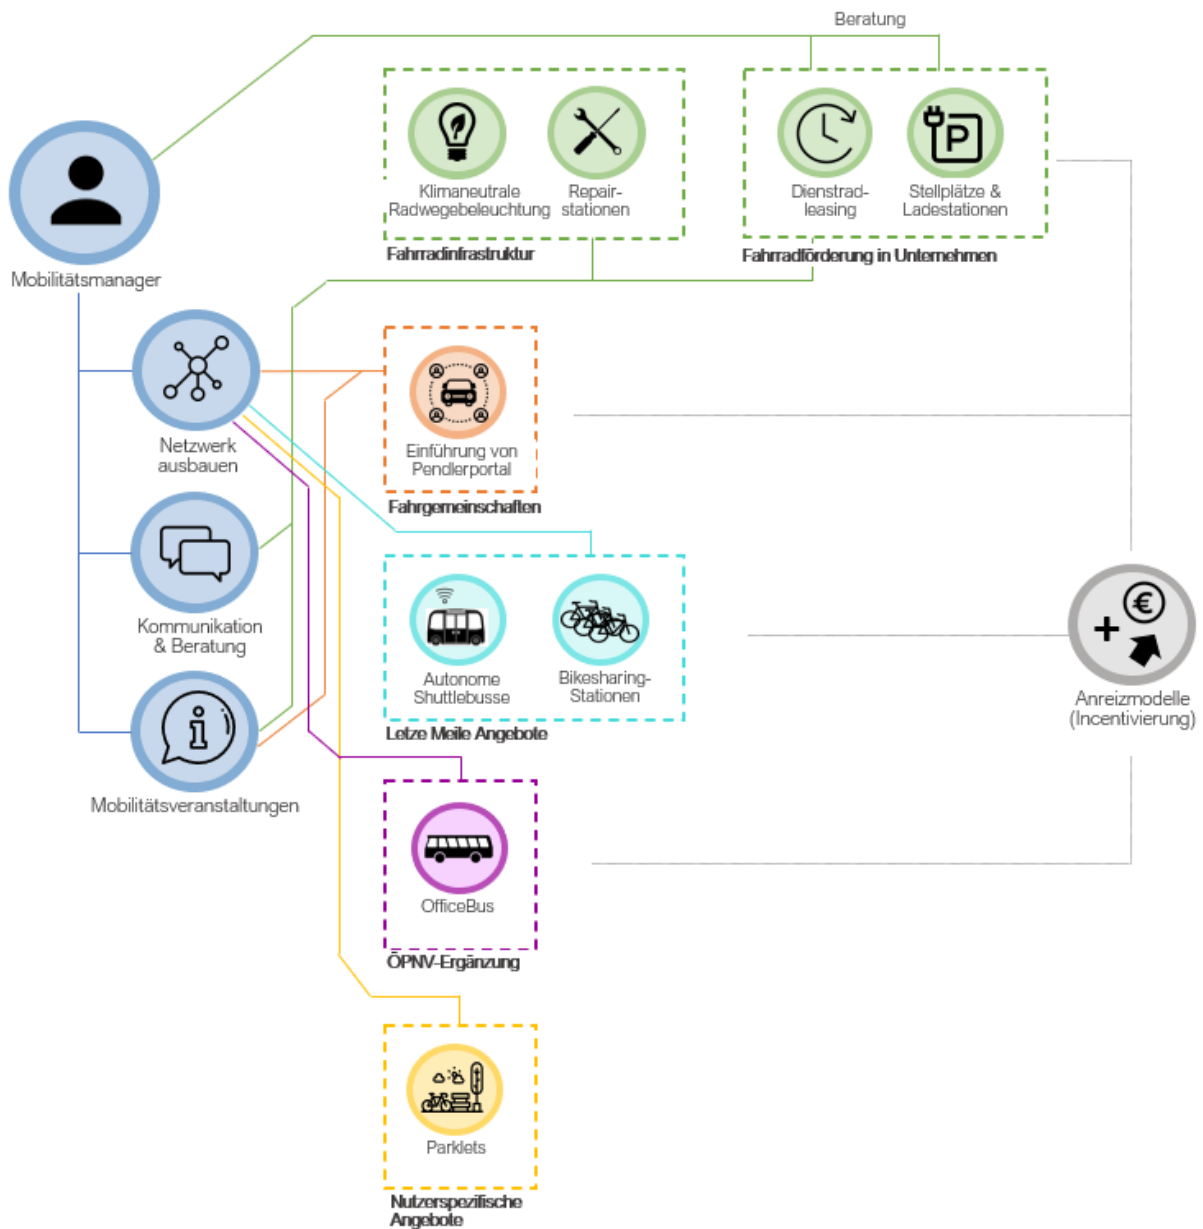 Beratung
Klimaneutrale
Radwegebeleuchtung
Repair-
stationen
Fahrradinfrastruktur
Dienstrad-
leasing
Stellplätze &
Ladestationen
Fahrradförderung in Unternehmen
Mobilitätsmanager
Netzwerk
ausbauen
Einführung von
Pendlerportal
Fahrgemeinschaften
Kommunikation
& Beratung
Autonome
Shuttlebusse
Bikesharing-
Stationen
Letze Meile Angebote
Anreizmodelle
(Incentivierung)
Mobilitätsveranstaltungen
OfficeBus
ÖPNV-Ergänzung
Parklets
Nutzerspezifische
Angebote